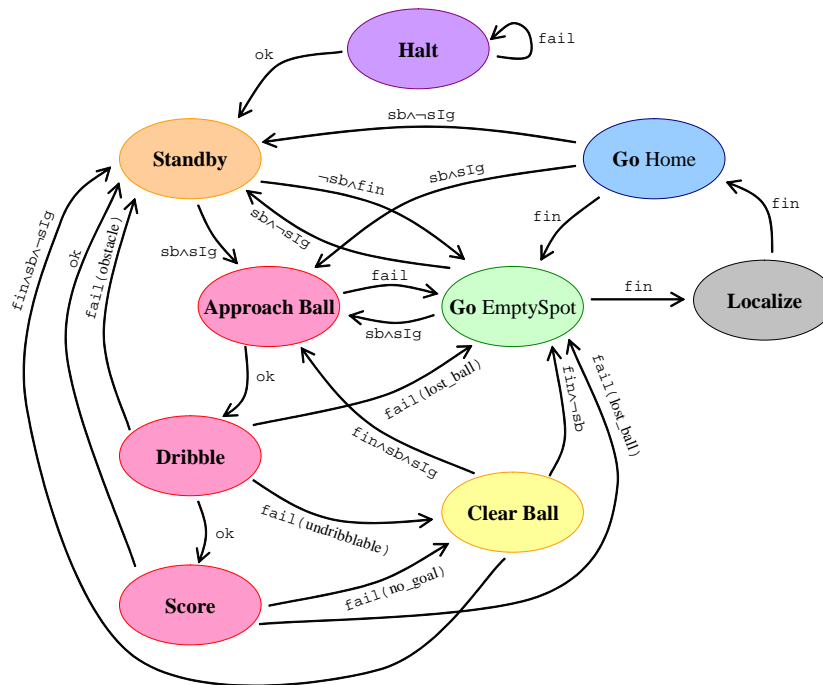 Halt
fail
ok
sb∧¬sIg
Standby
Go Home
¬sb∧fin
sb∧sIg
sb∧¬sIg
fin
fin
sb∧sIg
fin∧sb∧¬sIg
ok
fail(obstacle)
fail
fin
Approach Ball
Go EmptySpot
Localize
sb∧sIg
ok
fail(lost_ball)
fin∧¬sb
fail(lost_ball)
fin∧sb∧sIg
Dribble
Clear Ball
fail(undribblable)
ok
fail(no_goal)
Score